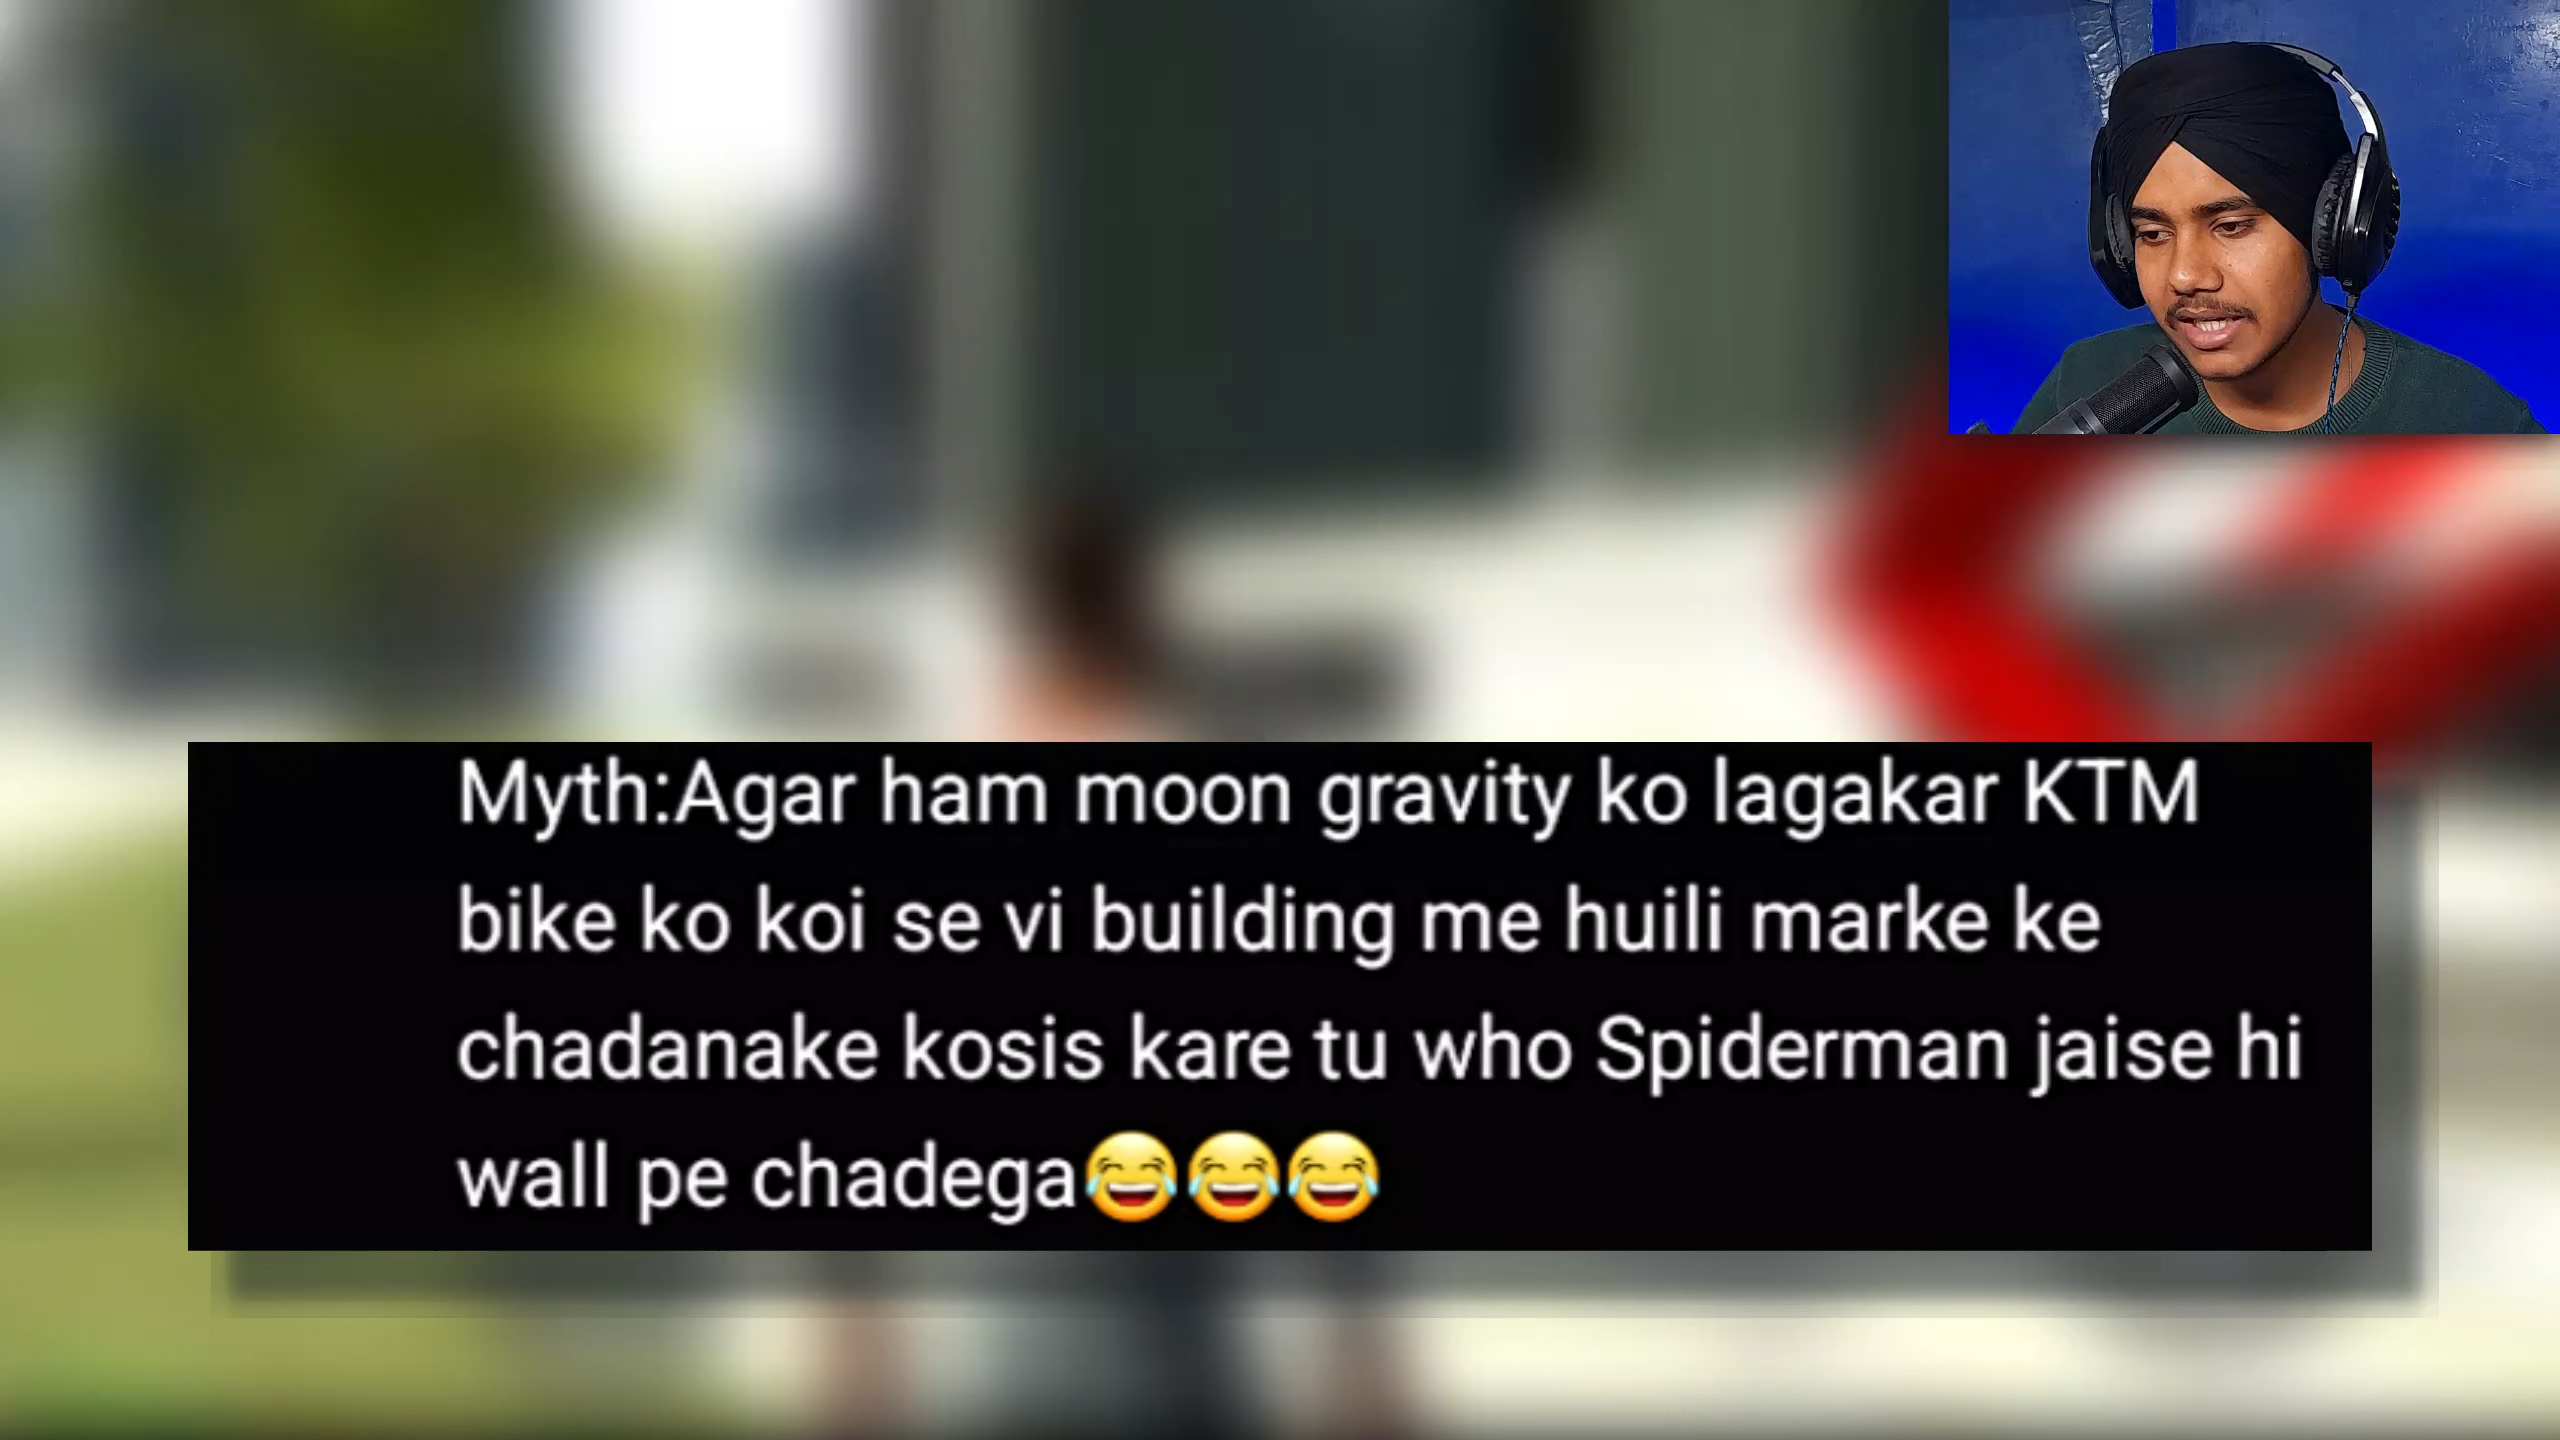 Myth:Agar ham moon gravity ko lagakar KTM
bike ko koi se vi building me huili marke ke
chadanake kosis kare tu who Spiderman jaise hi
wall pe chadega😂😂😂